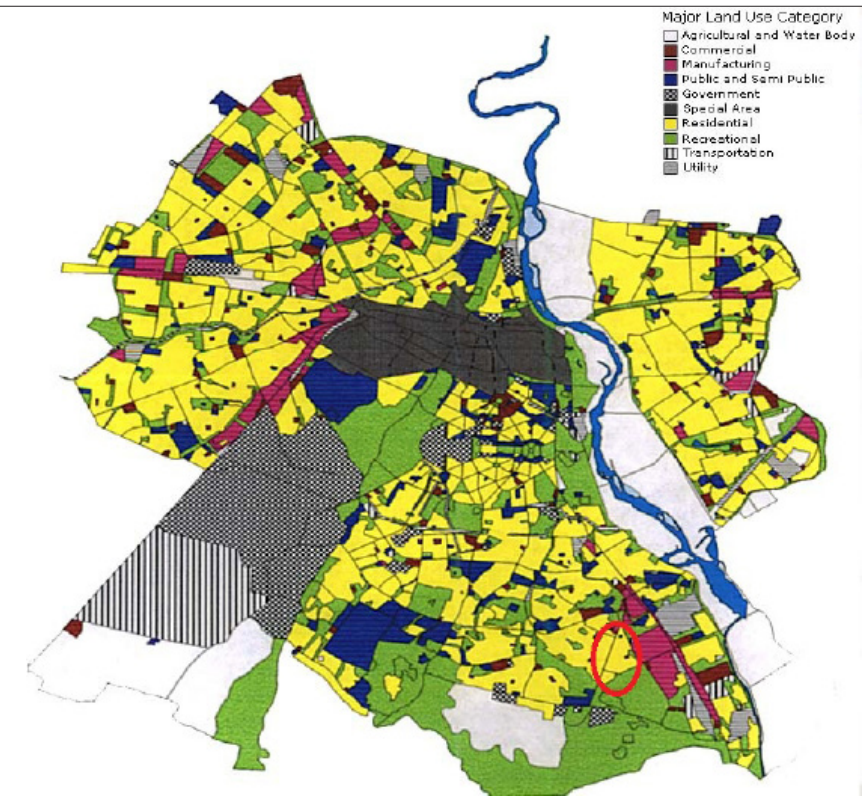 Major Land Use Category
Agricultural and Water Body
Commercial
Manufacturing
Public and Semi Public
Government
Special Area
Residential
Recreational
Transportation
Utility